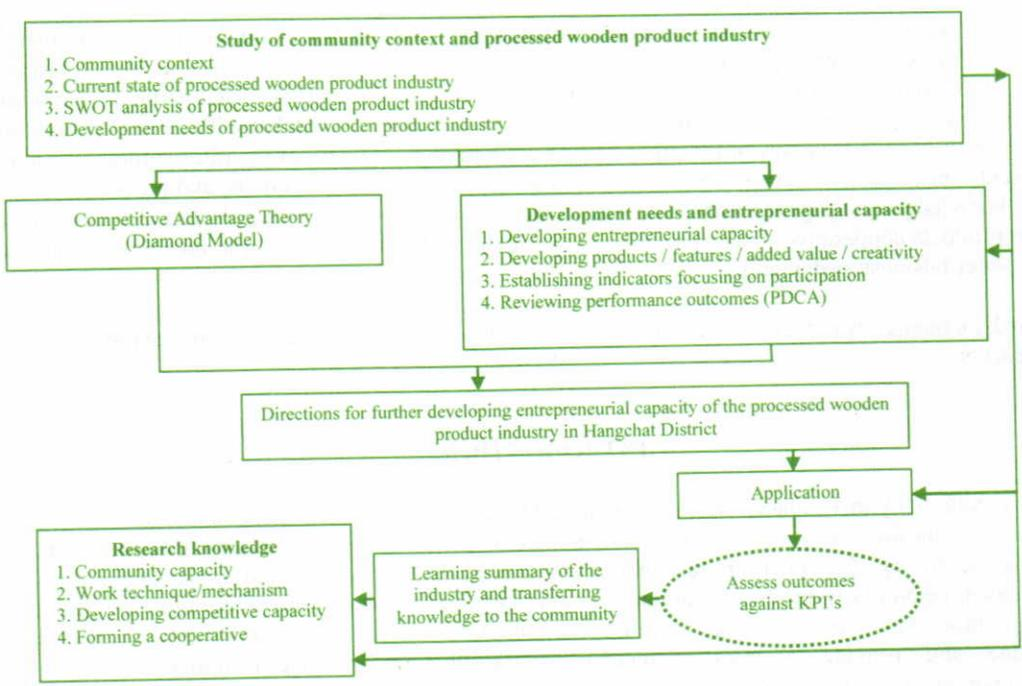 Study of community context and processed wooden product industry
1. Community context
2. Current state of processed wooden product industry
3. SWOT analysis of processed wooden product industry
4. Development needs of processed wooden product industry
Competitive Advantage Theory
(Diamond Model)
Development needs and entrepreneurial capacity
1. Developing entrepreneurial capacity
2. Developing products / features / added value / creativity
3. Establishing indicators focusing on participation
4. Reviewing performance outcomes (PDCA)
Directions for further developing entrepreneurial capacity of the processed wooden
product industry in Hangchat District
Application
Assess outcomes
against KPI's
Learning summary of the
industry and transferring
knowledge to the community
Research knowledge
1. Community capacity
2. Work technique/mechanism
3. Developing competitive capacity
4. Forming a cooperative